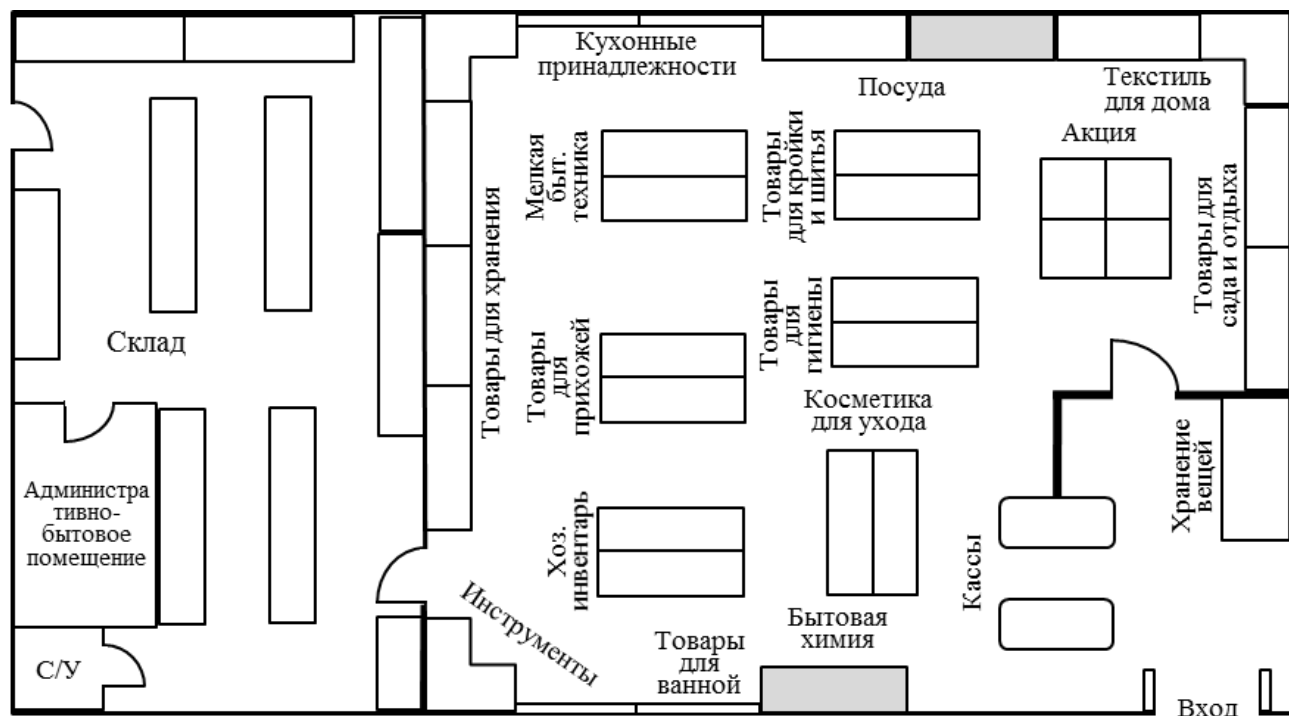 Кухонные
принадлежности
Посуда
Текстиль
для дома
Акция
Мелкая
быт.
техника
Товары
для кройки
и шитья
Товары для
сада и отдыха
Товары для хранения
Товары
для
гигиены
Склад
Товары
для
прихожей
Косметика
для ухода
Хранение
вещей
Администра
тивно-
бытовое
помещение
Хоз.
инвентарь
Кассы
Инструменты
Бытовая
химия
Товары
для
ванной
С/У
Вход